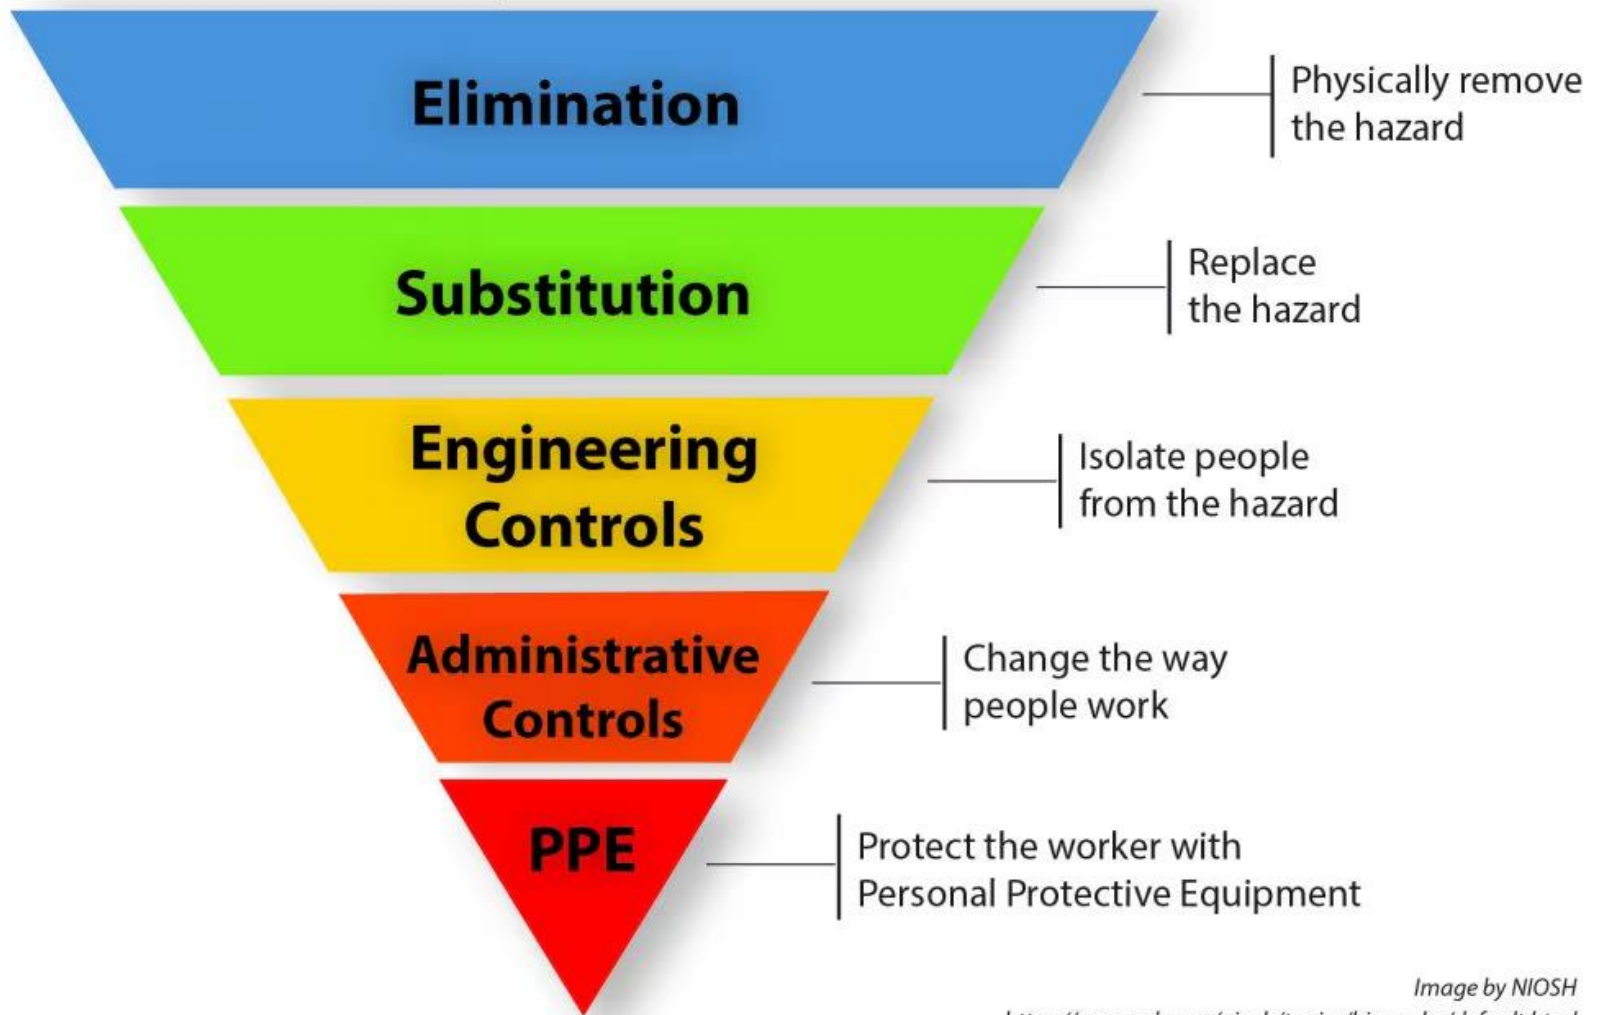 Elimination
Physically remove
the hazard
Substitution
Replace
the hazard
Engineering
Controls
Isolate people
from the hazard
Administrative
Controls
Change the way
people work
PPE
Protect the worker with
Personal Protective Equipment
Image by NIOSH